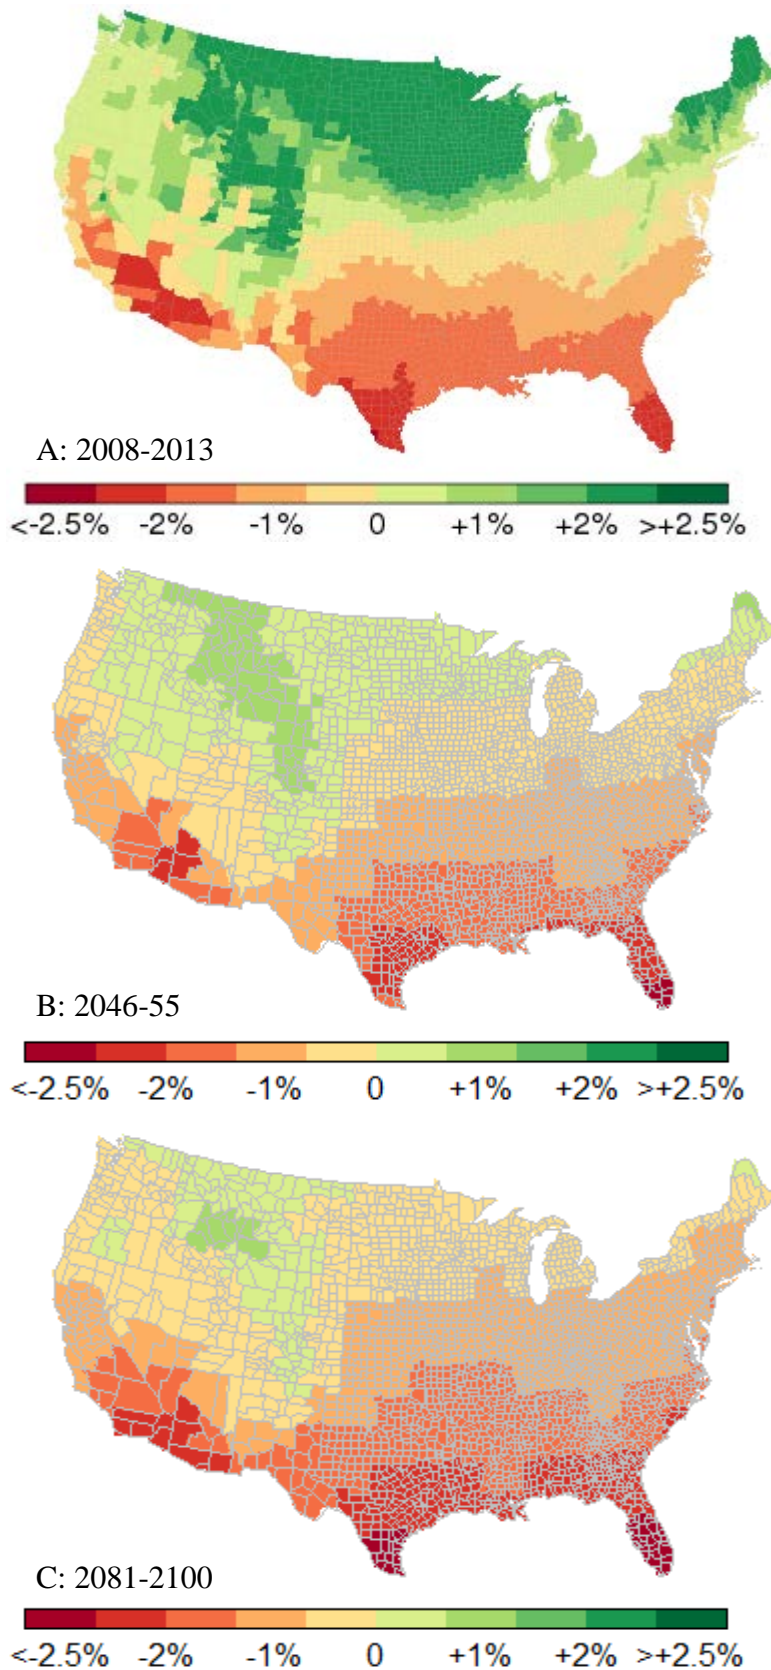 A: 2008-2013
<-2.5% -2% -1% 0 +1% +2% >+2.5%
B: 2046-55
<-2.5% -2% -1% 0 +1% +2% >+2.5%
C: 2081-2100
<-2.5% -2% -1% 0 +1% +2% >+2.5%